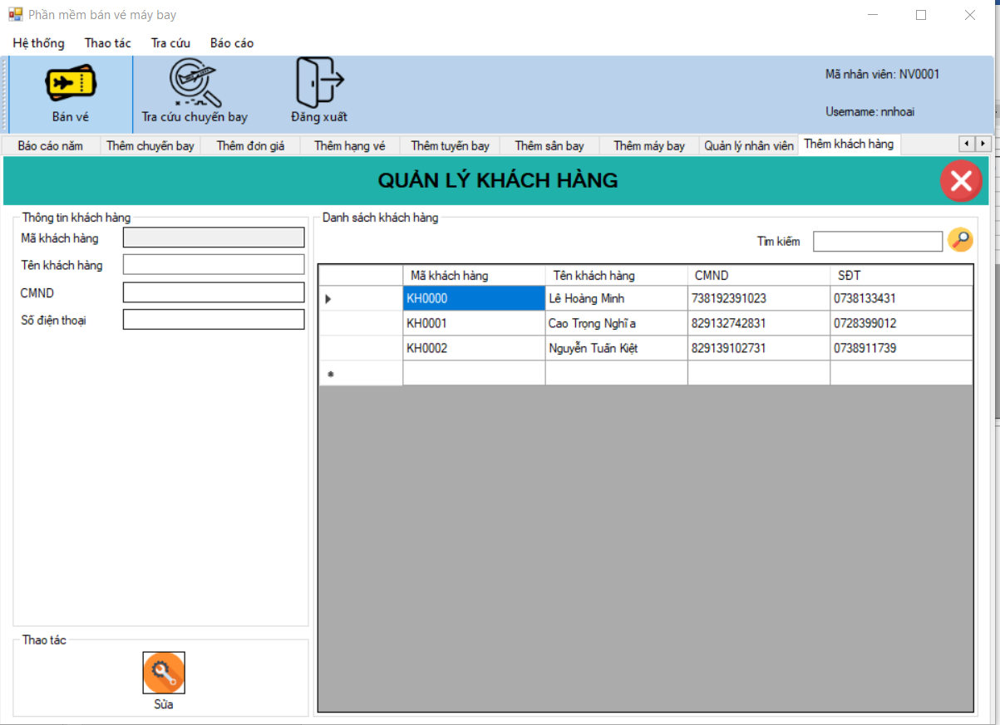 Phần mềm bán vé máy bay
Hệ thống Thao tác Tra cứu Báo cáo
Bán vé
Tra cứu chuyến bay
Đăng xuất
Mã nhân viên: NV0001
Username: nnhoai
Báo cáo năm Thêm chuyến bay Thêm đơn giá Thêm hạng vé Thêm tuyến bay Thêm sân bay Thêm máy bay Quản lý nhân viên Thêm khách hàng
QUẢN LÝ KHÁCH HÀNG
Thông tin khách hàng
Mã khách hàng
Tên khách hàng
CMND
Số điện thoại
Thao tác
Sửa
Danh sách khách hàng
Tìm kiếm
Mã khách hàng Tên khách hàng CMND SĐT
KH0000 Lê Hoàng Minh 738192391023 0738133431
KH0001 Cao Trọng Nghĩa 829132742831 0728399012
KH0002 Nguyễn Tuấn Kiệt 829139102731 0738911739